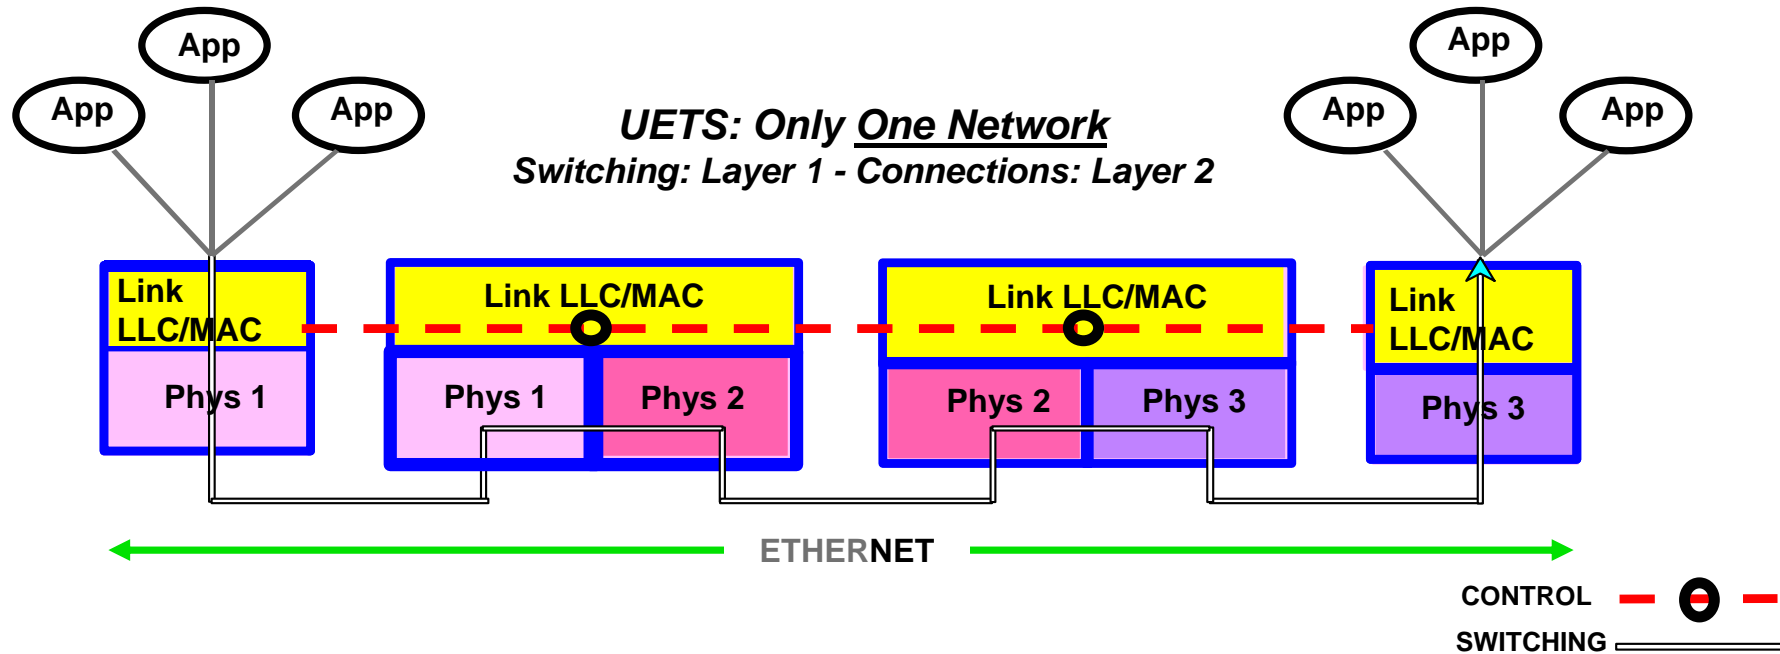 App
App
App
App
App
App
UETS: Only One Network
Switching: Layer 1 - Connections: Layer 2
Link
LLC/MAC
Link LLC/MAC
Link LLC/MAC
Link
LLC/MAC
Phys 1
Phys 1
Phys 2
Phys 2
Phys 3
Phys 3
ETHERNET
CONTROL
SWITCHING